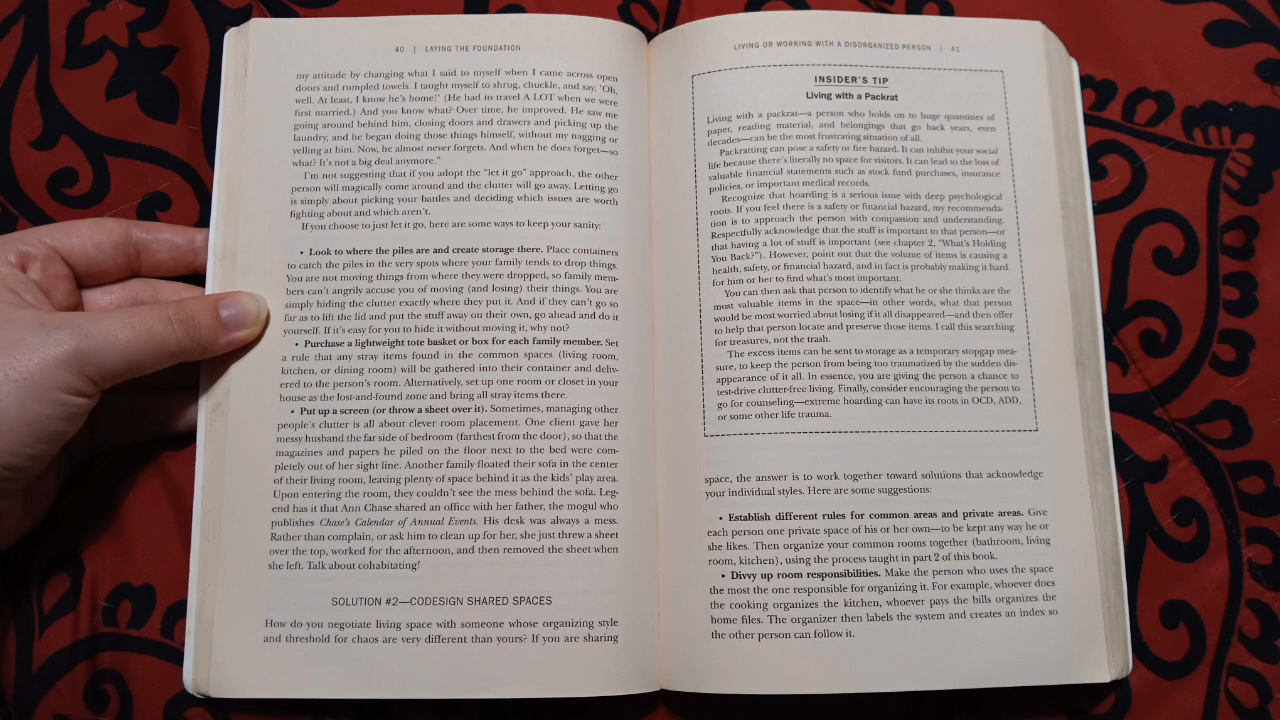 40 | LAYING THE FOUNDATION
my attitude by changing what I said to myself when I came across open
doors and rumpled towels. I taught myself to shrug, chuckle, and say, ‘Oh,
well. At least, I know he’s home!’ (He had to travel A LOT when we were
first married.) And you know what? Over time, he improved. He saw me
going around behind him, closing doors and drawers and picking up the
laundry, and he began doing those things himself, without my nagging or
yelling at him. Now, he almost never forgets. And when he does forget—so
what? It’s not a big deal anymore.”
I’m not suggesting that if you adopt the “let it go” approach, the other
person will magically come around and the clutter will go away. Letting go
is simply about picking your battles and deciding which issues are worth
fighting about and which aren’t.
If you choose to just let it go, here are some ways to keep your sanity:
• Look to where the piles are and create storage there. Place containers
to catch the piles in the very spots where your family tends to drop things.
You are not moving things from where they were dropped, so family mem-
bers can’t angrily accuse you of moving (and losing) their things. You are
simply hiding the clutter exactly where they put it. And if they can’t go so
far as to lift the lid and put the stuff away on their own, go ahead and do it
yourself. If it’s easy for you to hide it without moving it, why not?
• Purchase a lightweight tote basket or box for each family member. Set
a rule that any stray items found in the common spaces (living room,
kitchen, or dining room) will be gathered into their container and deliv-
ered to the person’s room. Alternatively, set up one room or closet in your
house as the lost-and-found zone and bring all stray items there.
• Put up a screen (or throw a sheet over it). Sometimes, managing other
people’s clutter is all about clever room placement. One client gave her
messy husband the far side of bedroom (farthest from the door), so that the
magazines and papers he piled on the floor next to the bed were com-
pletely out of her sight line. Another family floated their sofa in the center
of their living room, leaving plenty of space behind it as the kids’ play area.
Upon entering the room, they couldn’t see the mess behind the sofa. Leg-
end has it that Ann Chase shared an office with her father, the mogul who
publishes Chase’s Calendar of Annual Events. His desk was always a mess.
Rather than complain, or ask him to clean up for her, she just threw a sheet
over the top, worked for the afternoon, and then removed the sheet when
she left. Talk about cohabitating!
SOLUTION #2—CODESIGN SHARED SPACES
How do you negotiate living space with someone whose organizing style
and threshold for chaos are very different than yours? If you are sharing
LIVING OR WORKING WITH A DISORGANIZED PERSON | 41
INSIDER’S TIP
Living with a Packrat
Living with a packrat—a person who holds on to huge quantities of
paper, reading material, and belongings that go back years, even
decades—can be the most frustrating situation of all.
Packratting can pose a safety or fire hazard. It can inhibit your social
life because there’s literally no space for visitors. It can lead to the loss of
valuable financial statements such as stock fund purchases, insurance
policies, or important medical records.
Recognize that hoarding is a serious issue with deep psychological
roots. If you feel there is a safety or financial hazard, my recommenda-
tion is to approach the person with compassion and understanding.
Respectfully acknowledge that the stuff is important to that person—or
that having a lot of stuff is important (see chapter 2, “What’s Holding
You Back?”). However, point out that the volume of items is causing a
health, safety, or financial hazard, and in fact is probably making it hard
for him or her to find what’s most important.
You can then ask that person to identify what he or she thinks are the
most valuable items in the space—in other words, what that person
would be most worried about losing if it all disappeared—and then offer
to help that person locate and preserve those items. I call this searching
for treasures, not the trash.
The excess items can be sent to storage as a temporary stopgap mea-
sure, to keep the person from being too traumatized by the sudden dis-
appearance of it all. In essence, you are giving the person a chance to
test-drive clutter-free living. Finally, consider encouraging the person to
go for counseling—extreme hoarding can have its roots in OCD, ADD,
or some other life trauma.
space, the answer is to work together toward solutions that acknowledge
your individual styles. Here are some suggestions:
• Establish different rules for common areas and private areas. Give
each person one private space of his or her own—to be kept any way he or
she likes. Then organize your common rooms together (bathroom, living
room, kitchen), using the process taught in part 2 of this book.
• Divvy up room responsibilities. Make the person who uses the space
the most the one responsible for organizing it. For example, whoever does
the cooking organizes the kitchen, whoever pays the bills organizes the
home files. The organizer then labels the system and creates an index so
the other person can follow it.